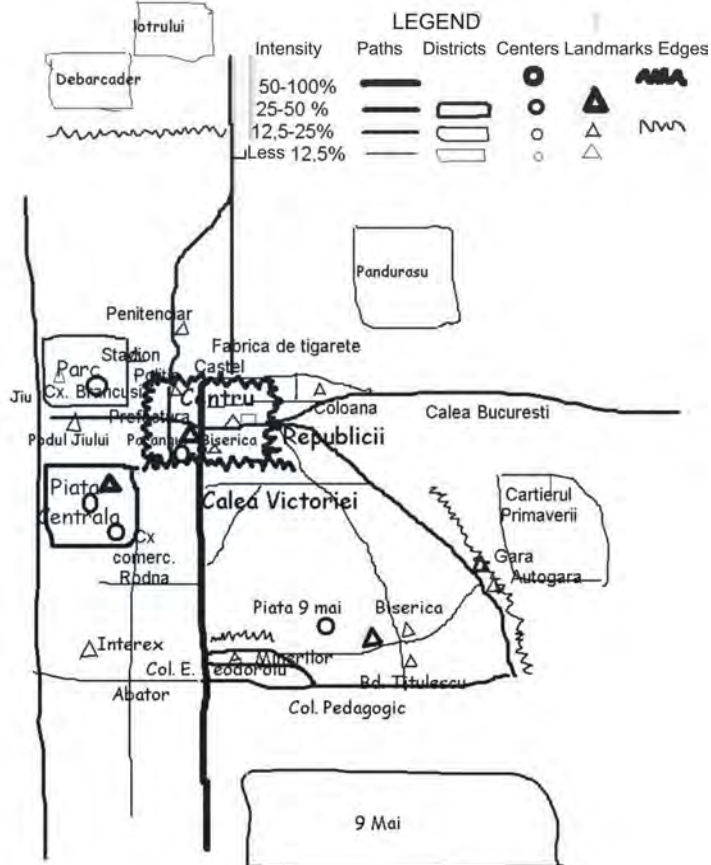 Iotrului
Debarcader
LEGEND
Intensity Paths Districts Centers Landmarks Edges
50-100%
25-50 %
12,5-25%
Less 12,5%
Pandurasu
Penitenciar
Fabrica de tigarete
Stadion
Castel
Parc
Centru
Cx. Brancusi
Jiu
Coloana
Calea Bucuresti
Prefectura
Podul Jiului
Biserica
Republicii
Piata
Centrala
Calea Victoriei
Cartierul
Primaverii
Cx
comerc.
Rodna
Gara
Autogara
Piata 9 mai
Biserica
Interex
Minerilor
Col. E. Teodoroiu
Bd. Titulescu
Abator
Col. Pedagogic
9 Mai